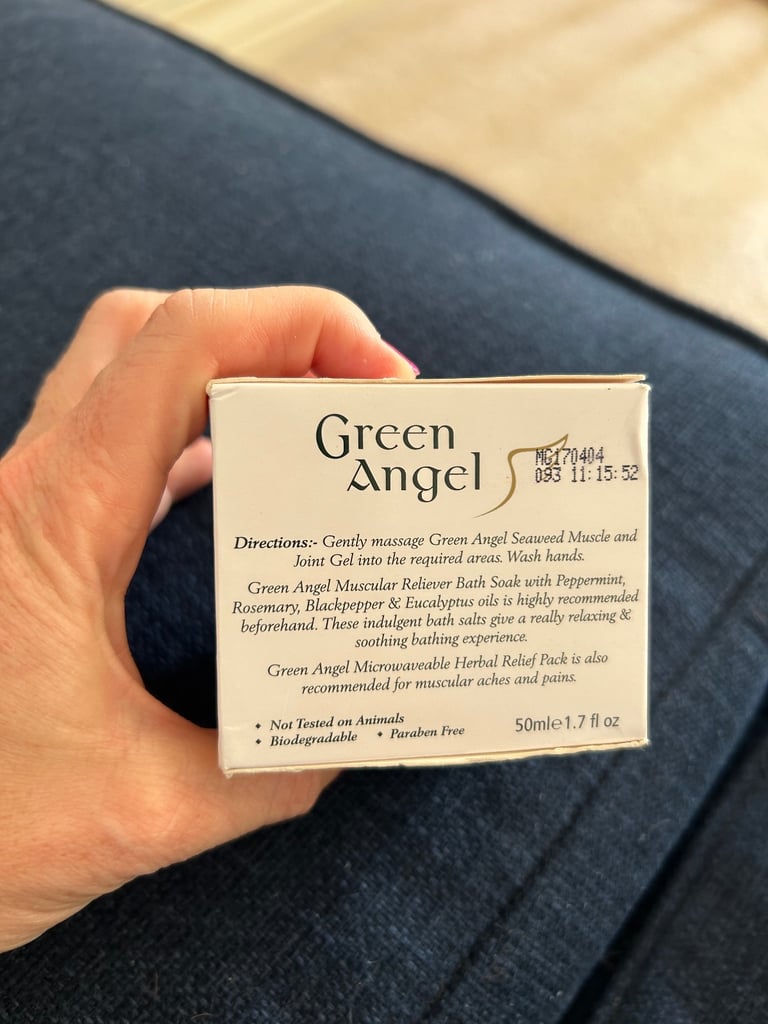 Green
Angel
MG170404
093 11:15:52
Directions:- Gently massage Green Angel Seaweed Muscle and
Joint Gel into the required areas. Wash hands.
Green Angel Muscular Reliever Bath Soak with Peppermint,
Rosemary, Blackpepper & Eucalyptus oils is highly recommended
beforehand. These indulgent bath salts give a really relaxing &
soothing bathing experience.
Green Angel Microwaveable Herbal Relief Pack is also
recommended for muscular aches and pains.
♦ Not Tested on Animals
♦ Biodegradable ♦ Paraben Free
50ml℮1.7 fl oz